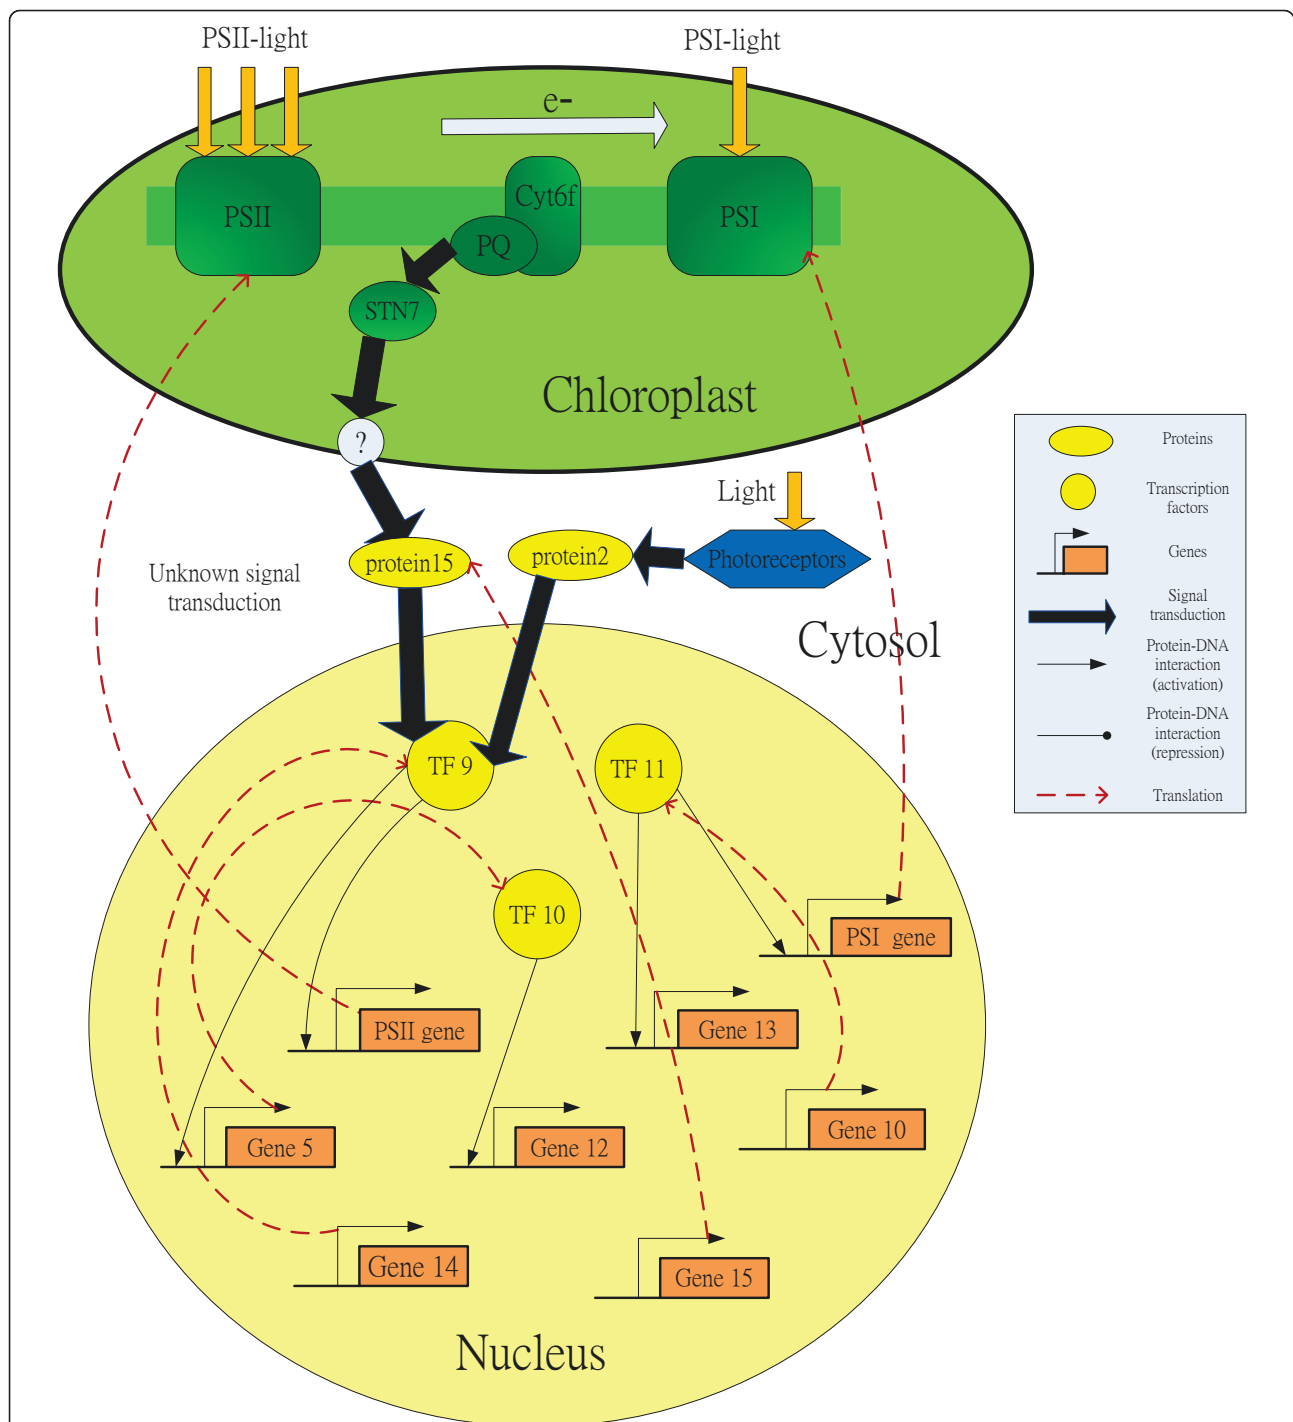 PSII-light
PSI-light
e-
PSII
Cyt6f
PSI
PQ
STN7
Chloroplast
?
Light
protein15
protein2
Photoreceptors
Unknown signal
transduction
Cytosol
TF 9
TF 11
TF 10
PSI gene
PSII gene
Gene 13
Gene 5
Gene 12
Gene 10
Gene 14
Gene 15
Nucleus
Proteins
Transcription
factors
Genes
Signal
transduction
Protein-DNA
interaction
(activation)
Protein-DNA
interaction
(repression)
Translation